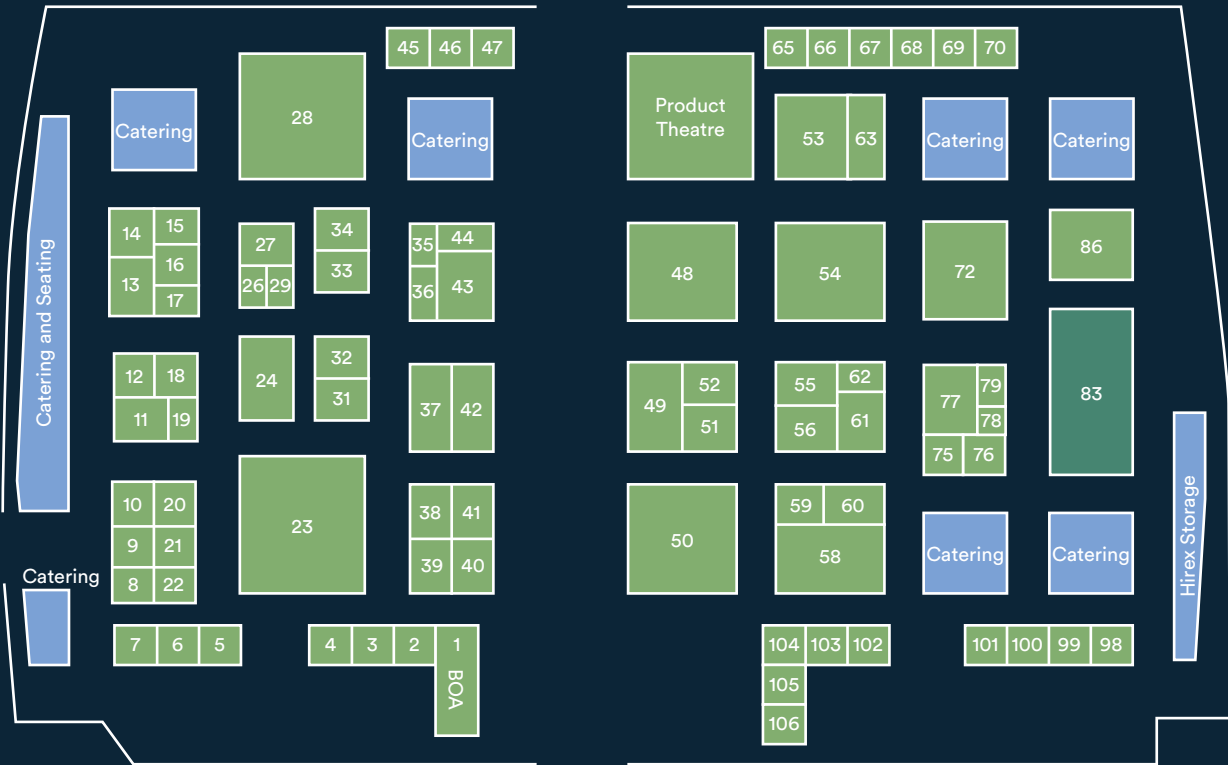 45 46 47
65 66 67 68 69 70
28
Product
Theatre
53 63
Catering
Catering
Catering
Catering
Catering and Seating
14 15
16
13
17
27
26 29
34
33
35 44
36 43
48
54
72
86
12 18
11 19
24
32
31
37 42
49 52
51
55 62
56 61
77 79
78
75 76
83
10 20
9 21
8 22
23
38 41
39 40
50
59 60
58
Catering
Catering
Hirex Storage
Catering
7 6 5
4 3 2 1
BOA
104 103 102
105
106
101 100 99 98